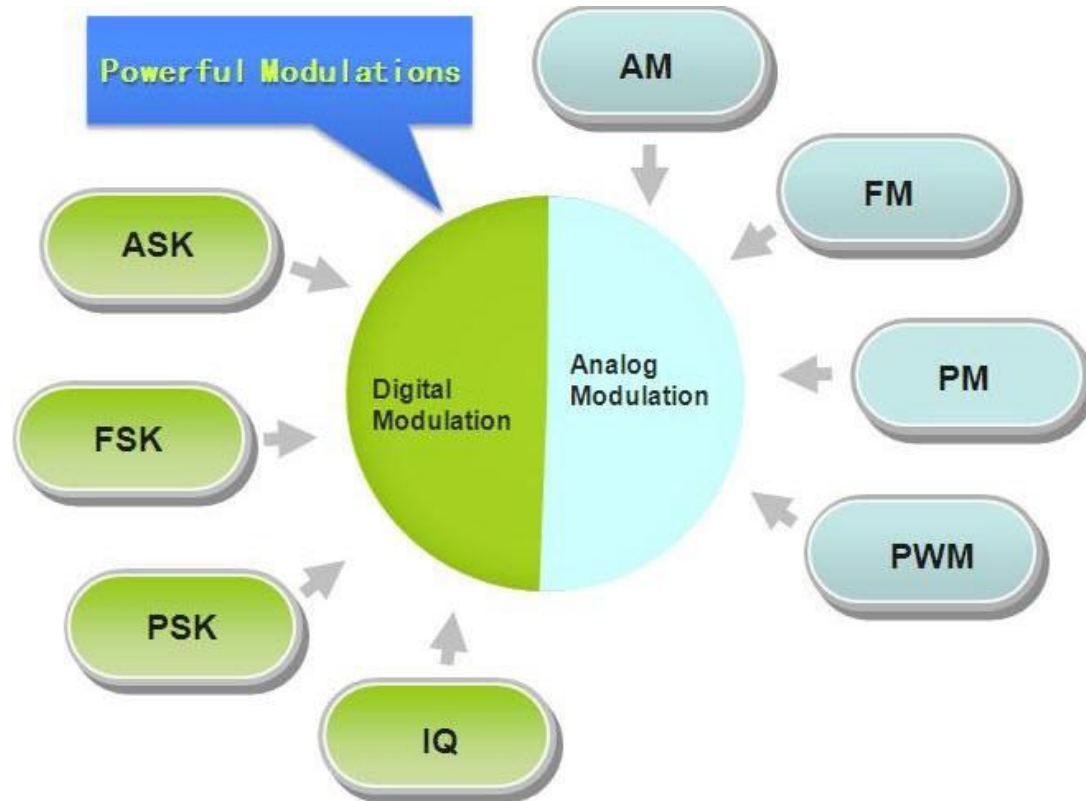 Powerful Modulations
AM
FM
PM
PWM
ASK
FSK
PSK
IQ
Digital
Modulation
Analog
Modulation